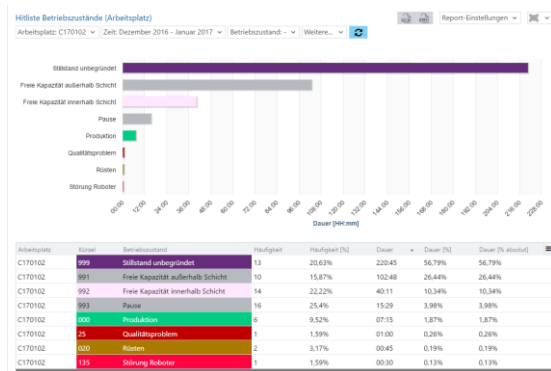 Hitliste Betriebszustände (Arbeitsplatz)
Report-Einstellungen
Arbeitsplatz: C170102 Zeit: Dezember 2016 - Januar 2017 Betriebszustand: - Weitere...
Stillstand unbegründet
Freie Kapazität außerhalb Schicht
Freie Kapazität innerhalb Schicht
Pause
Produktion
Qualitätsproblem
Rüsten
Störung Roboter
00:00 12:00 24:00 36:00 48:00 60:00 72:00 84:00 96:00 108:00 120:00 132:00 144:00 156:00 168:00 180:00 192:00 204:00 216:00 228:00
Dauer [HH:mm]
Arbeitsplatz Kürzel Betriebszustand Häufigkeit Häufigkeit [%] Dauer Dauer [%] Dauer [% absolut]
C170102 999 Stillstand unbegründet 13 20,63% 220:45 56,79% 56,79%
C170102 991 Freie Kapazität außerhalb Schicht 10 15,87% 102:48 26,44% 26,44%
C170102 992 Freie Kapazität innerhalb Schicht 14 22,22% 40:11 10,34% 10,34%
C170102 993 Pause 16 25,4% 15:29 3,98% 3,98%
C170102 000 Produktion 6 9,52% 07:15 1,87% 1,87%
C170102 25 Qualitätsproblem 1 1,59% 01:00 0,26% 0,26%
C170102 020 Rüsten 2 3,17% 00:45 0,19% 0,19%
C170102 135 Störung Roboter 1 1,59% 00:30 0,13% 0,13%